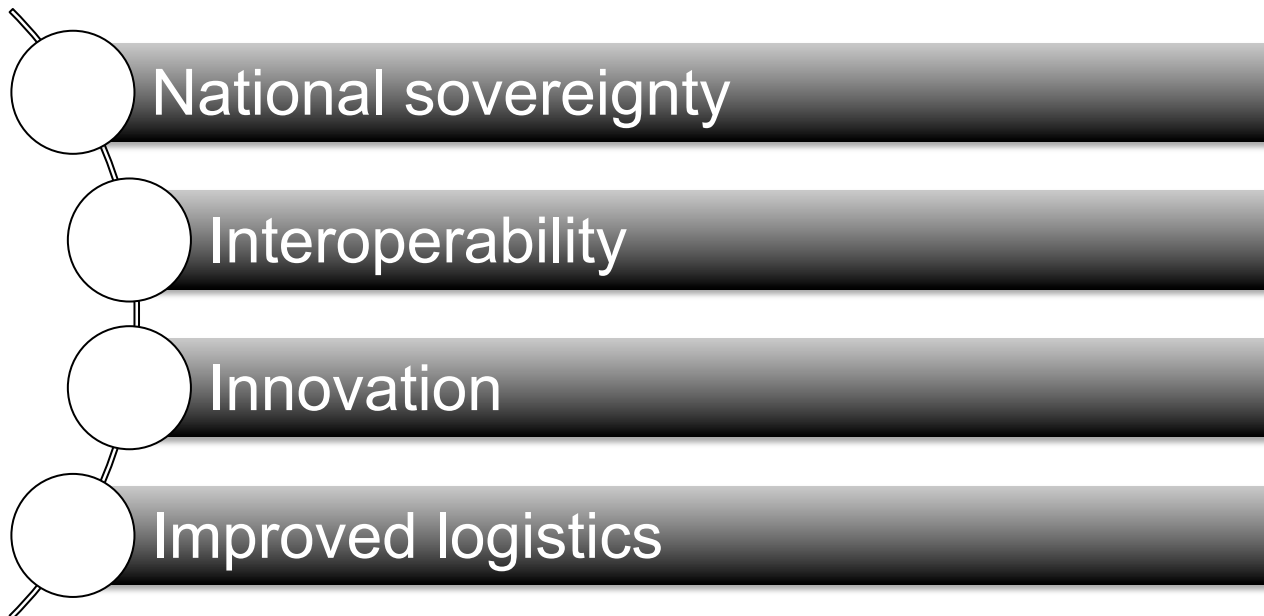 National sovereignty
Interoperability
Innovation
Improved logistics